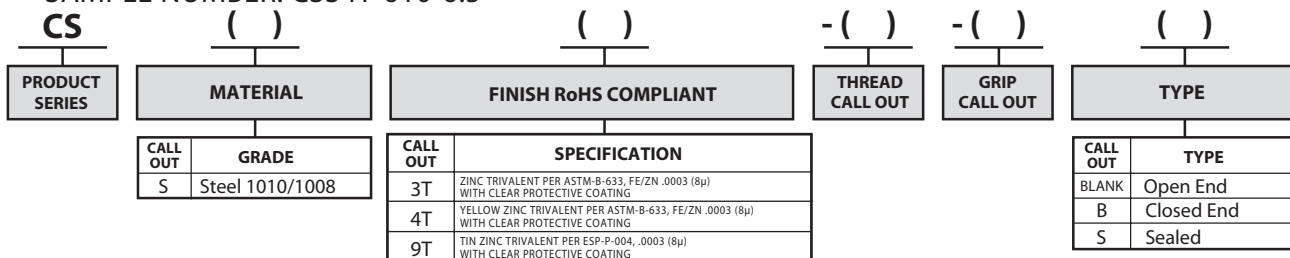 CS ( ) ( ) - ( ) - ( ) ( )
PRODUCT SERIES
MATERIAL
FINISH RoHS COMPLIANT
THREAD CALL OUT
GRIP CALL OUT
TYPE
CALL OUT GRADE
S Steel 1010/1008
CALL OUT SPECIFICATION
3T ZINC TRIVALENT PER ASTM-B-633, FE/ZN .0003 (8µ)
WITH CLEAR PROTECTIVE COATING
4T YELLOW ZINC TRIVALENT PER ASTM-B-633, FE/ZN .0003 (8µ)
WITH CLEAR PROTECTIVE COATING
9T TIN ZINC TRIVALENT PER ESP-P-004, .0003 (8µ)
WITH CLEAR PROTECTIVE COATING
CALL OUT TYPE
BLANK Open End
B Closed End
S Sealed